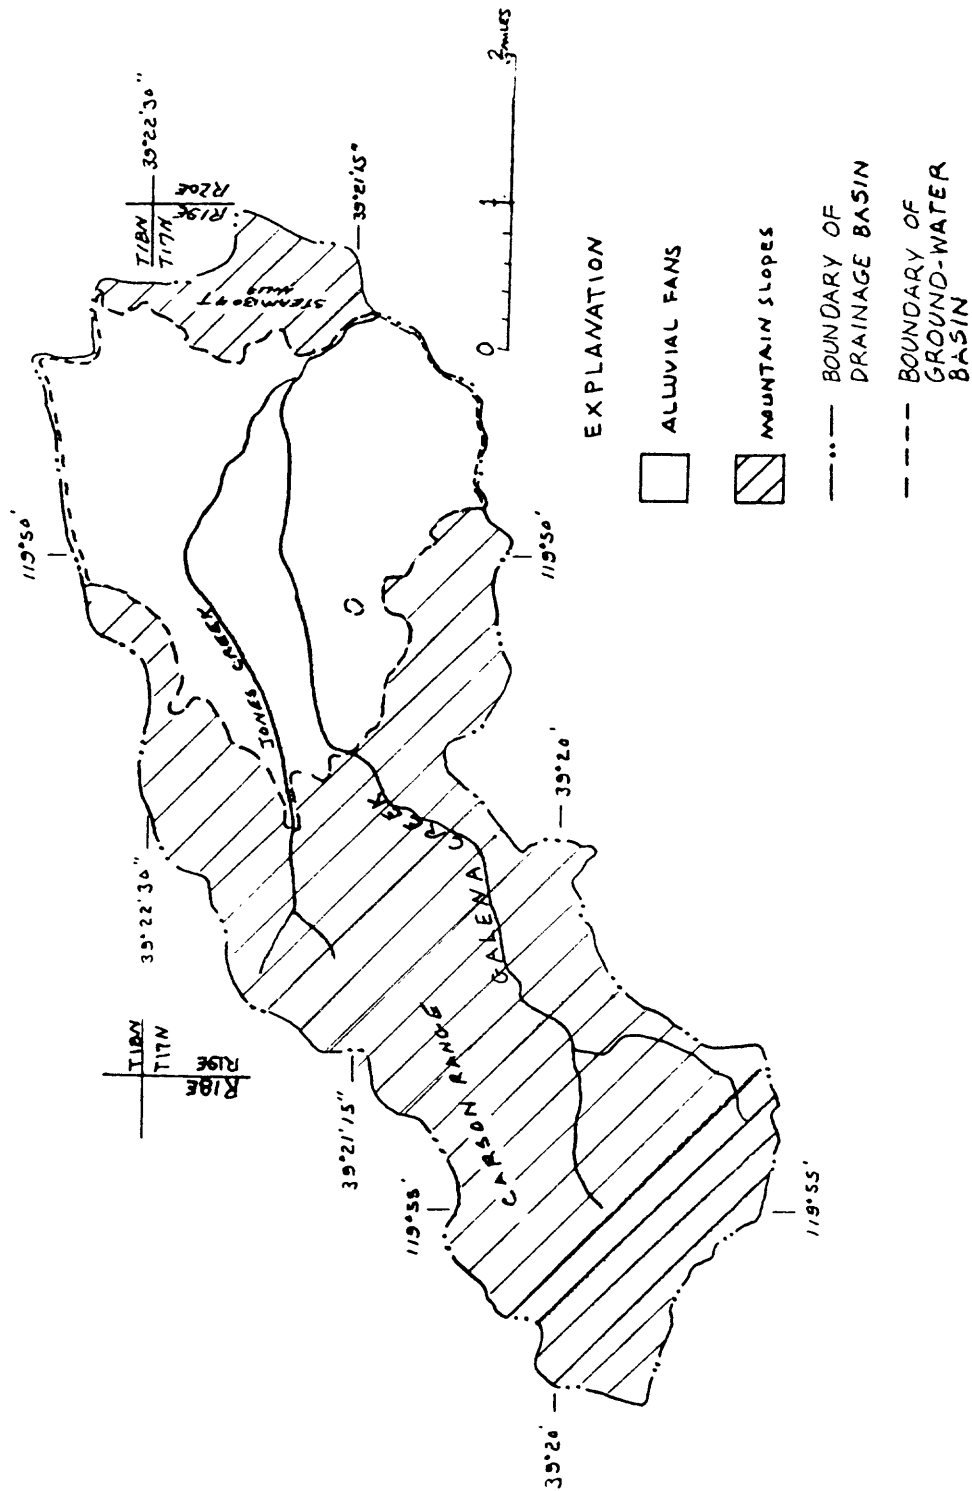 119°50'
T18N
T17N
39°22'30"
R19E
R20E
39°21'15"
STEAMBOAT
HILLS
39°22'30"
JONES CREEK
119°50'
T18N
T17N
R18E
R19E
39°21'15"
GALENA CREEK
39°20'
CARSON RANGE
119°55'
119°55'
39°20'
0 1 2 MILES
EXPLANATION
ALLUVIAL FANS
MOUNTAIN SLOPES
BOUNDARY OF
DRAINAGE BASIN
BOUNDARY OF
GROUND-WATER
BASIN